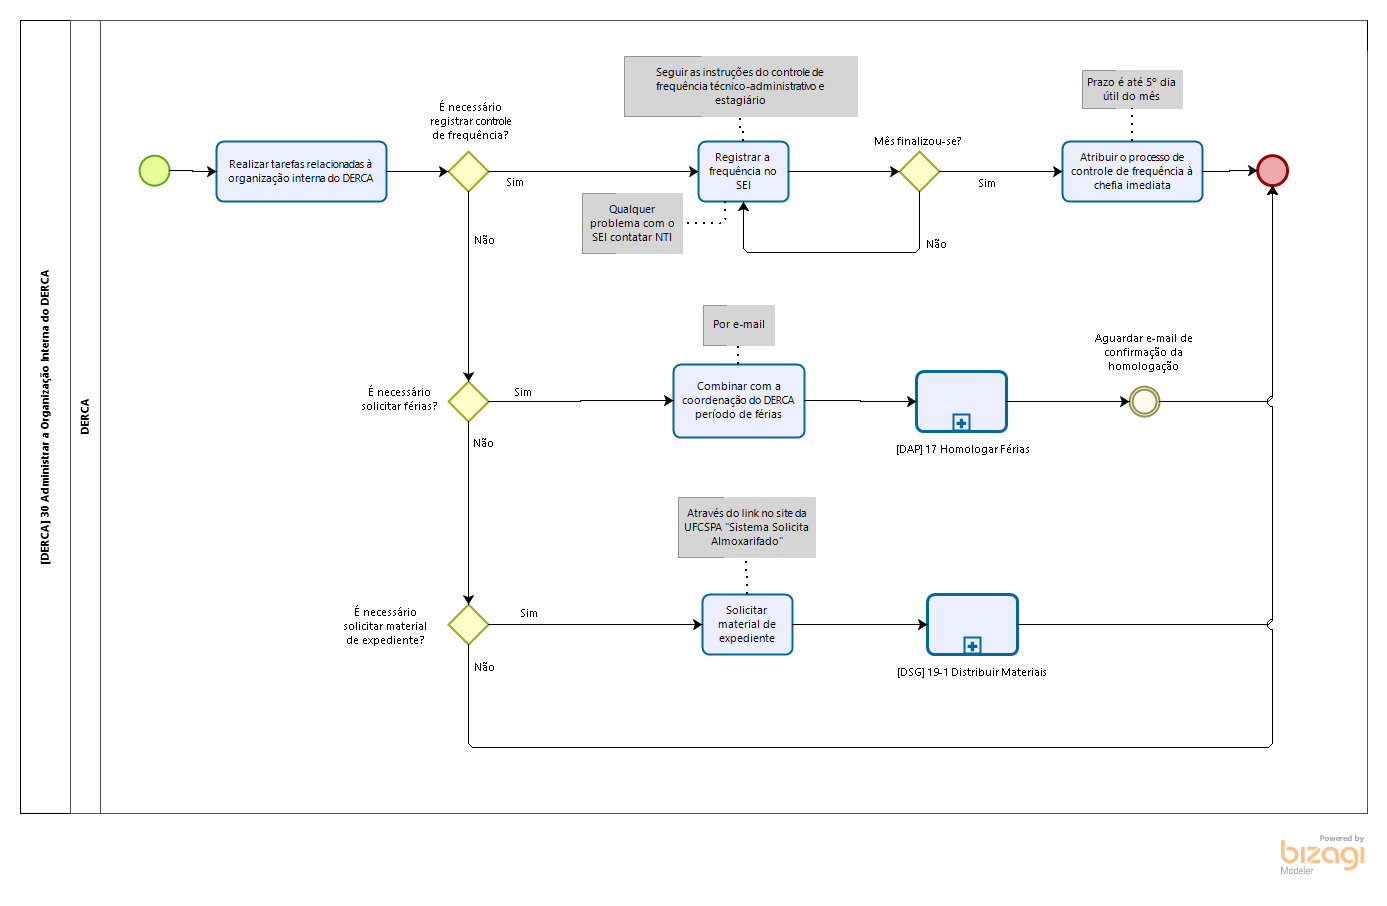 [DERCA] 30 Administrar a Organização Interna do DERCA
DERCA
Realizar tarefas relacionadas à
organização interna do DERCA
É necessário
registrar controle
de frequência?
Sim
Não
Seguir as instruções do controle de
frequência técnico-administrativo e
estagiário
Registrar a
frequência no
SEI
Qualquer
problema com o
SEI contatar NTI
Mês finalizou-se?
Sim
Não
Prazo é até 5º dia
útil do mês
Atribuir o processo de
controle de frequência à
chefia imediata
É necessário
solicitar férias?
Sim
Não
Por e-mail
Combinar com a
coordenação do DERCA
período de férias
[DAP] 17 Homologar Férias
Aguardar e-mail de
confirmação da
homologação
É necessário
solicitar material
de expediente?
Sim
Não
Através do link no site da
UFCSPA "Sistema Solicita
Almoxarifado"
Solicitar
material de
expediente
[DSG] 19-1 Distribuir Materiais
Powered by
bizagi
Modeler